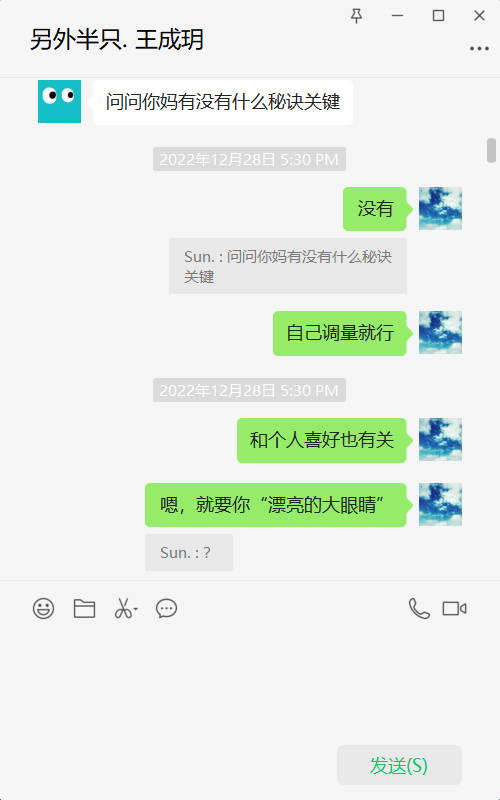 另外半只. 王成玥
问问你妈有没有什么秘诀关键
2022年12月28日 5:30 PM
没有
Sun. : 问问你妈有没有什么秘诀
关键
自己调量就行
2022年12月28日 5:30 PM
和个人喜好也有关
嗯，就要你“漂亮的大眼睛”
Sun. : ?
发送(S)